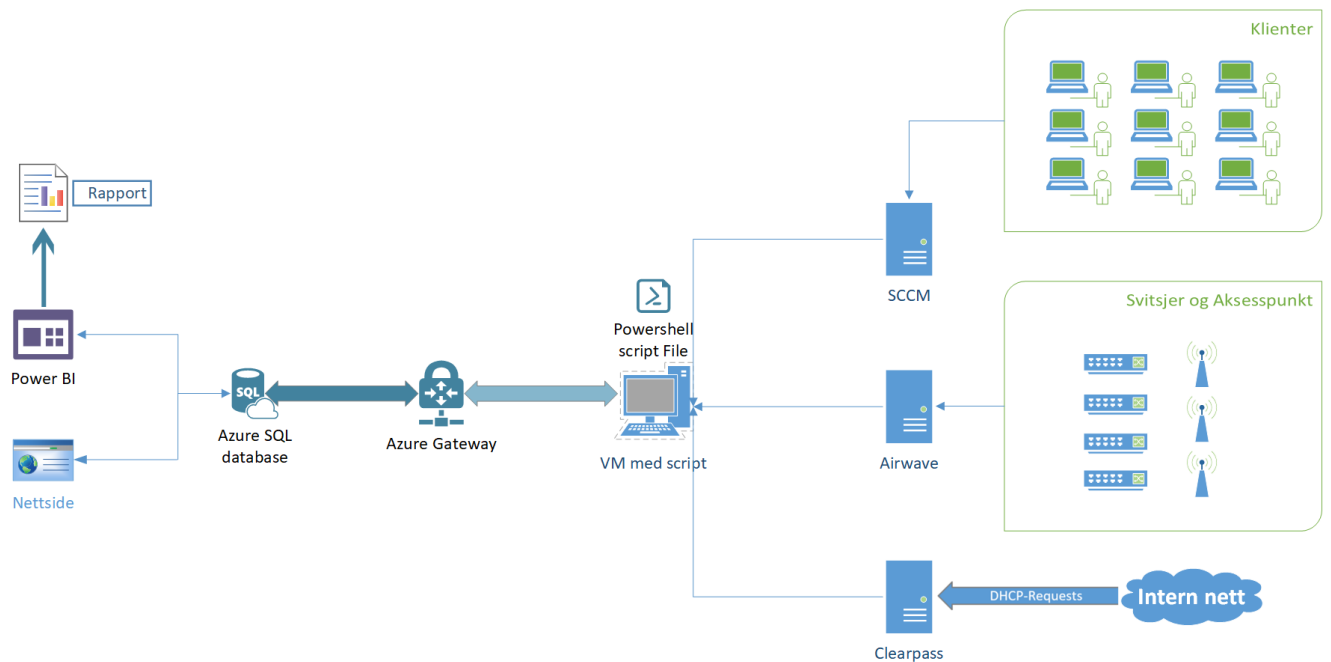 Klienter
Rapport
SCCM
Svitsjer og Aksesspunkt
Powershell
script File
Power BI
SQL
Azure SQL
database
Azure Gateway
VM med script
Airwave
Nettside
DHCP-Requests
Intern nett
Clearpass